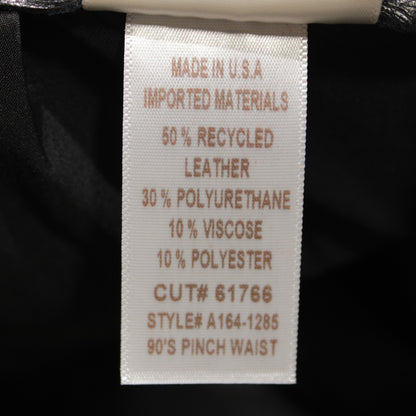 MADE IN U.S.A
IMPORTED MATERIALS
50 % RECYCLED
LEATHER
30 % POLYURETHANE
10 % VISCOSE
10 % POLYESTER
CUT# 61766
STYLE# A164-1285
90'S PINCH WAIST